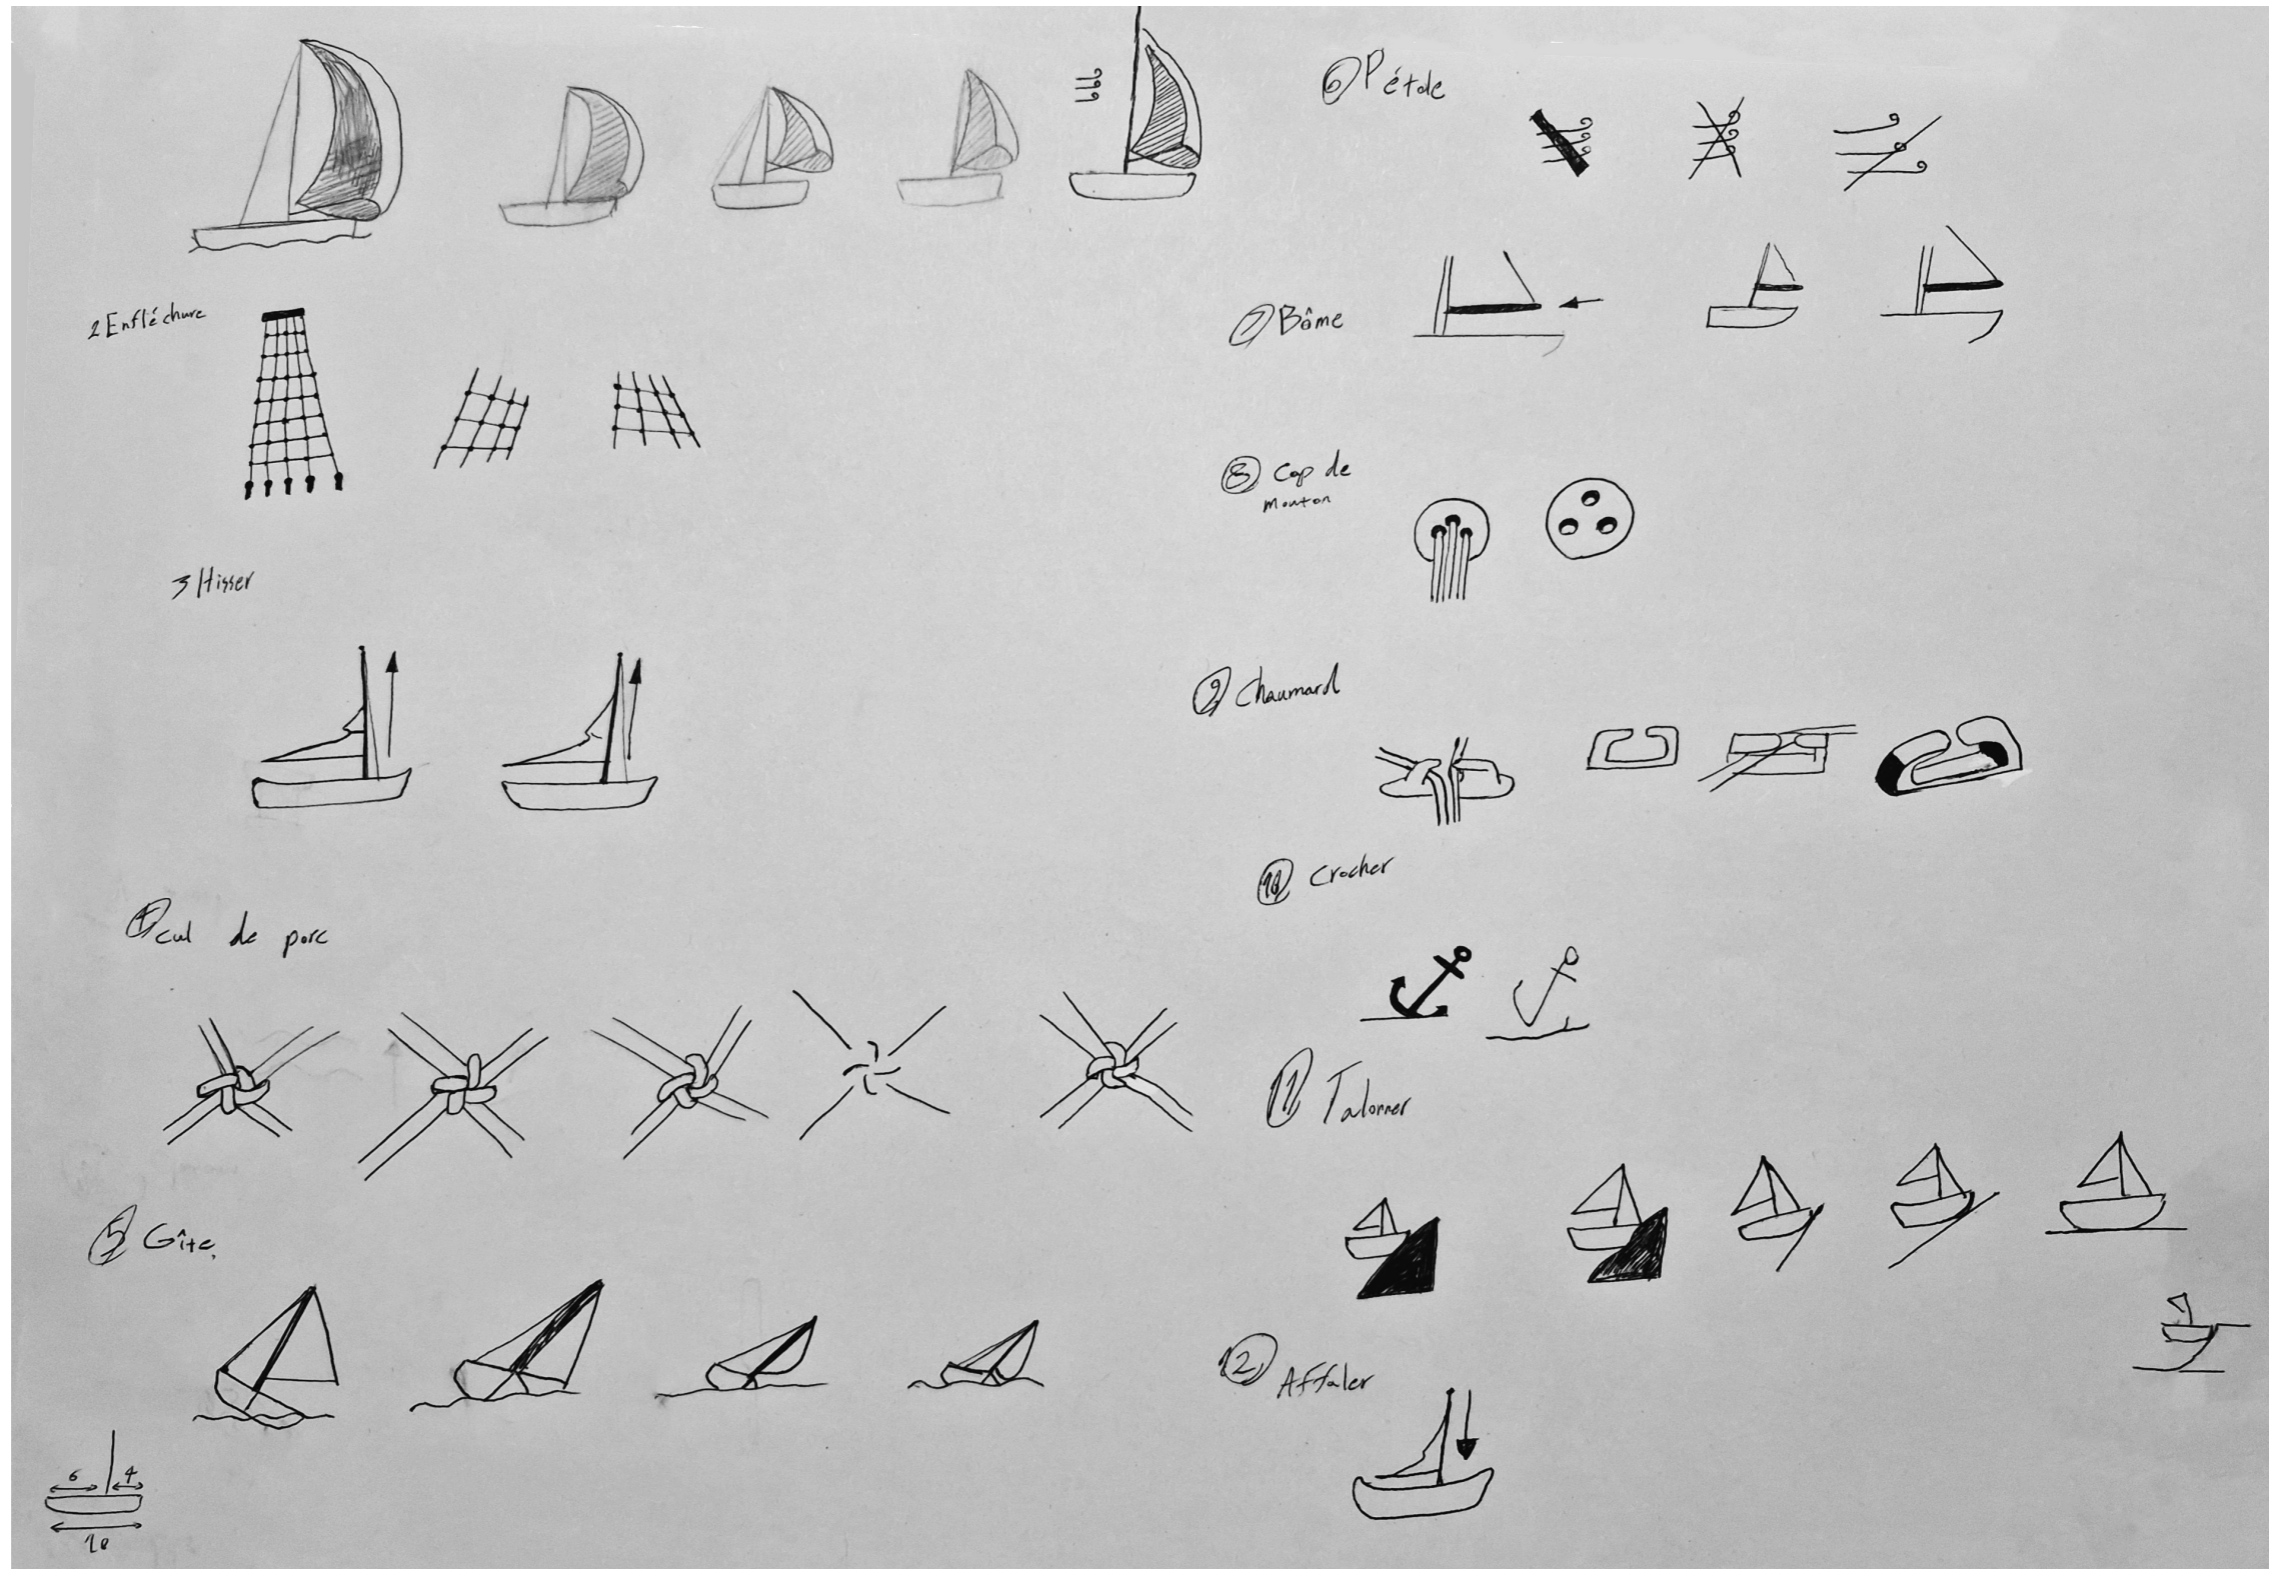 2 Enfléchure
3 Hisser
4 cul de porc
5 Gîte
6 4
10
6 Pétole
7 Bôme
8 Cap de
mouton
9 Chaumard
10 Crocher
11 Talonner
12 Affaler